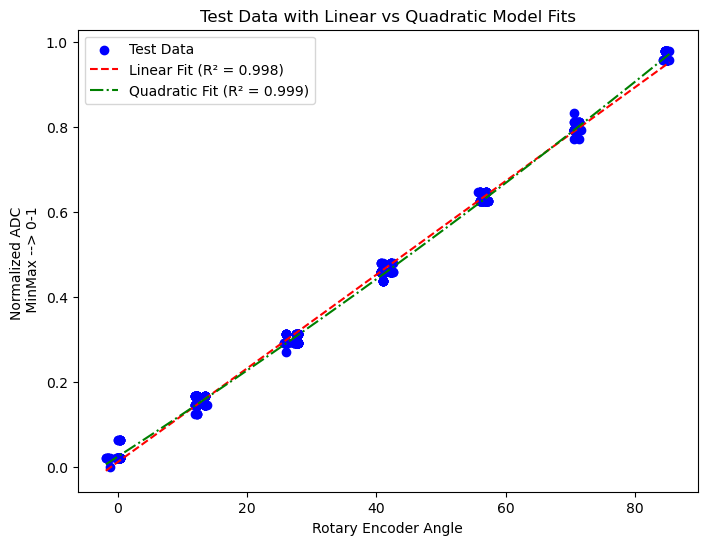 Test Data with Linear vs Quadratic Model Fits
Test Data
Linear Fit (R² = 0.998)
Quadratic Fit (R² = 0.999)
1.0
0.8
0.6
0.4
0.2
0.0
Normalized ADC
MinMax --> 0-1
0
20
40
60
80
Rotary Encoder Angle